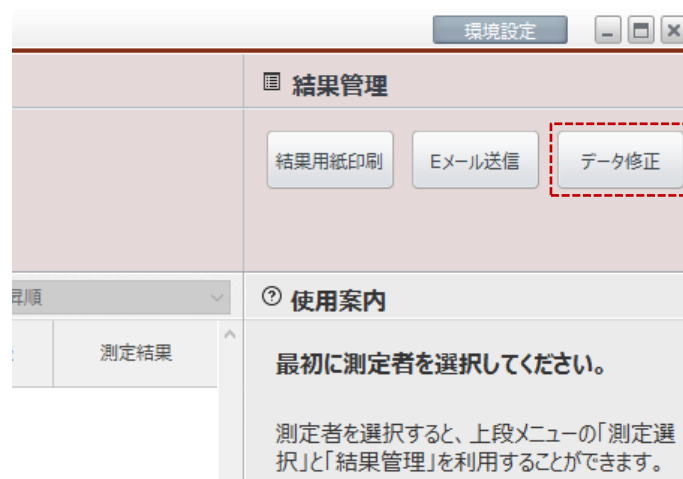 環境設定
結果管理
結果用紙印刷
Eメール送信
データ修正
昇順
使用案内
測定結果
最初に測定者を選択してください。
測定者を選択すると、上段メニューの「測定選
択」と「結果管理」を利用することができます。